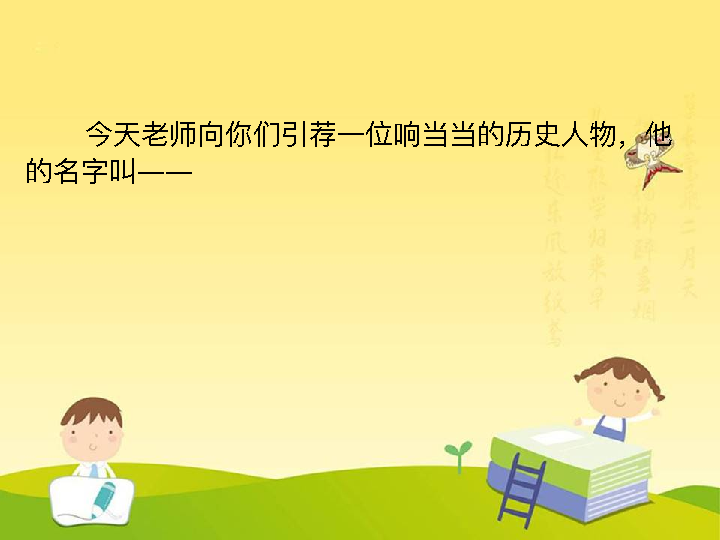 今天老师向你们引荐一位响当当的历史人物，他
的名字叫——
草长莺飞二月天
拂堤杨柳醉春烟
儿童散学归来早
忙趁东风放纸鸢